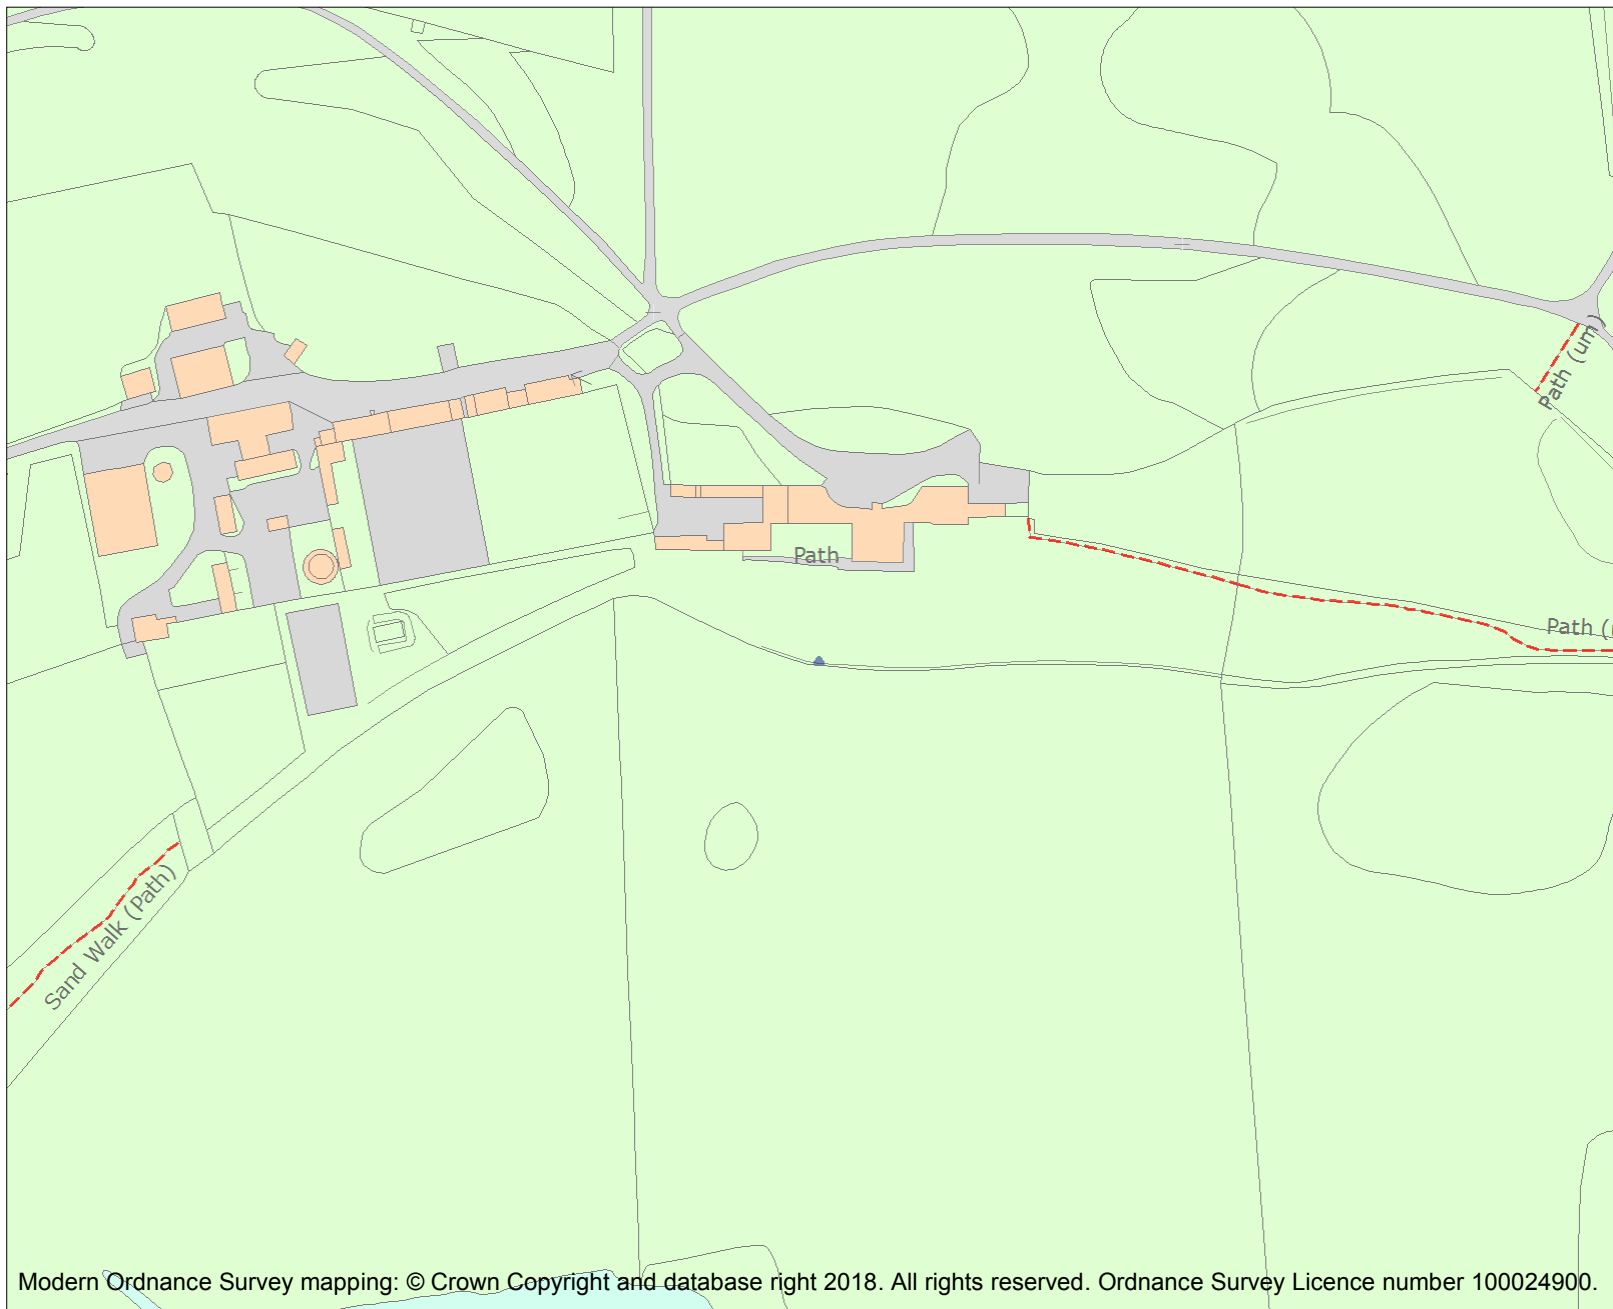 Path (um)
Path
Path (
Sand Walk (Path)
Modern Ordnance Survey mapping: © Crown Copyright and database right 2018. All rights reserved. Ordnance Survey Licence number 100024900.